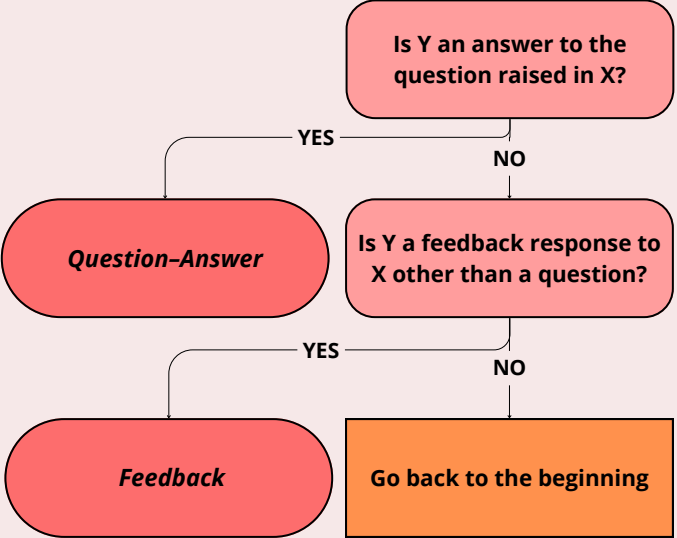 Is Y an answer to the
question raised in X?
YES
NO
Question–Answer
Is Y a feedback response to
X other than a question?
YES
NO
Feedback
Go back to the beginning